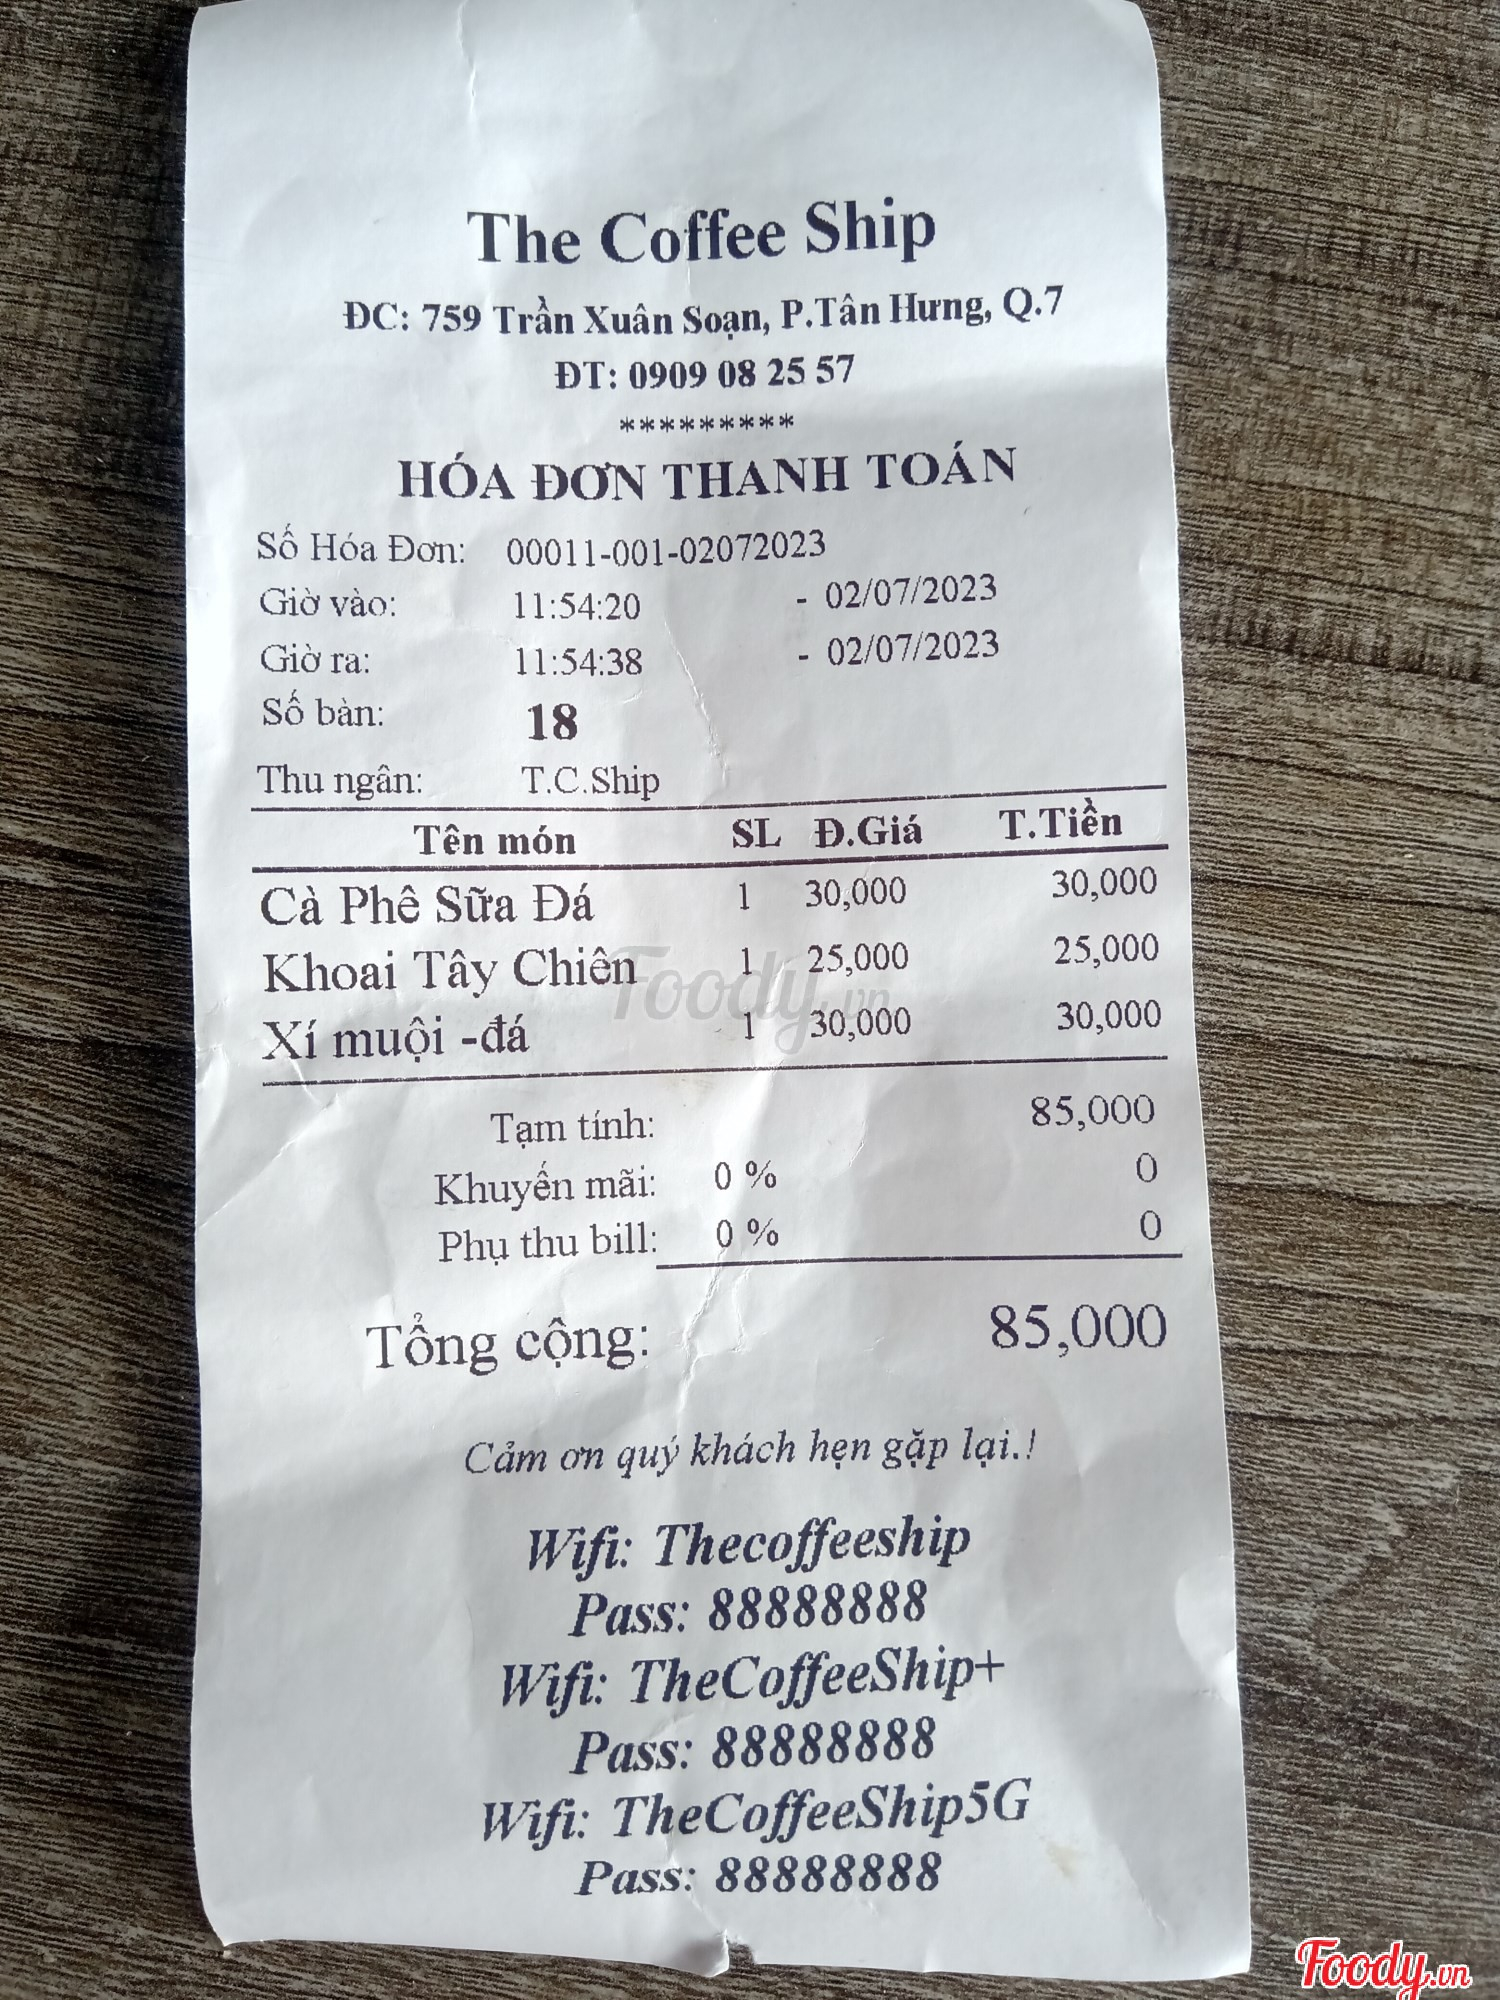 The Coffee Ship
ĐC: 759 Trần Xuân Soạn, P.Tân Hưng, Q.7
ĐT: 0909 08 25 57
*********
HÓA ĐƠN THANH TOÁN
Số Hóa Đơn: 00011-001-02072023
Giờ vào: 11:54:20 - 02/07/2023
Giờ ra: 11:54:38 - 02/07/2023
Số bàn: 18
Thu ngân: T.C.Ship
Tên món SL Đ.Giá T.Tiền
Cà Phê Sữa Đá 1 30,000 30,000
Khoai Tây Chiên 1 25,000 25,000
Xí muội -đá 1 30,000 30,000
Foody.vn
Tạm tính: 85,000
Khuyến mãi: 0 % 0
Phụ thu bill: 0 % 0
Tổng cộng: 85,000
Cảm ơn quý khách hẹn gặp lại.!
Wifi: Thecoffeeship
Pass: 88888888
Wifi: TheCoffeeShip+
Pass: 88888888
Wifi: TheCoffeeShip5G
Pass: 88888888
Foody.vn